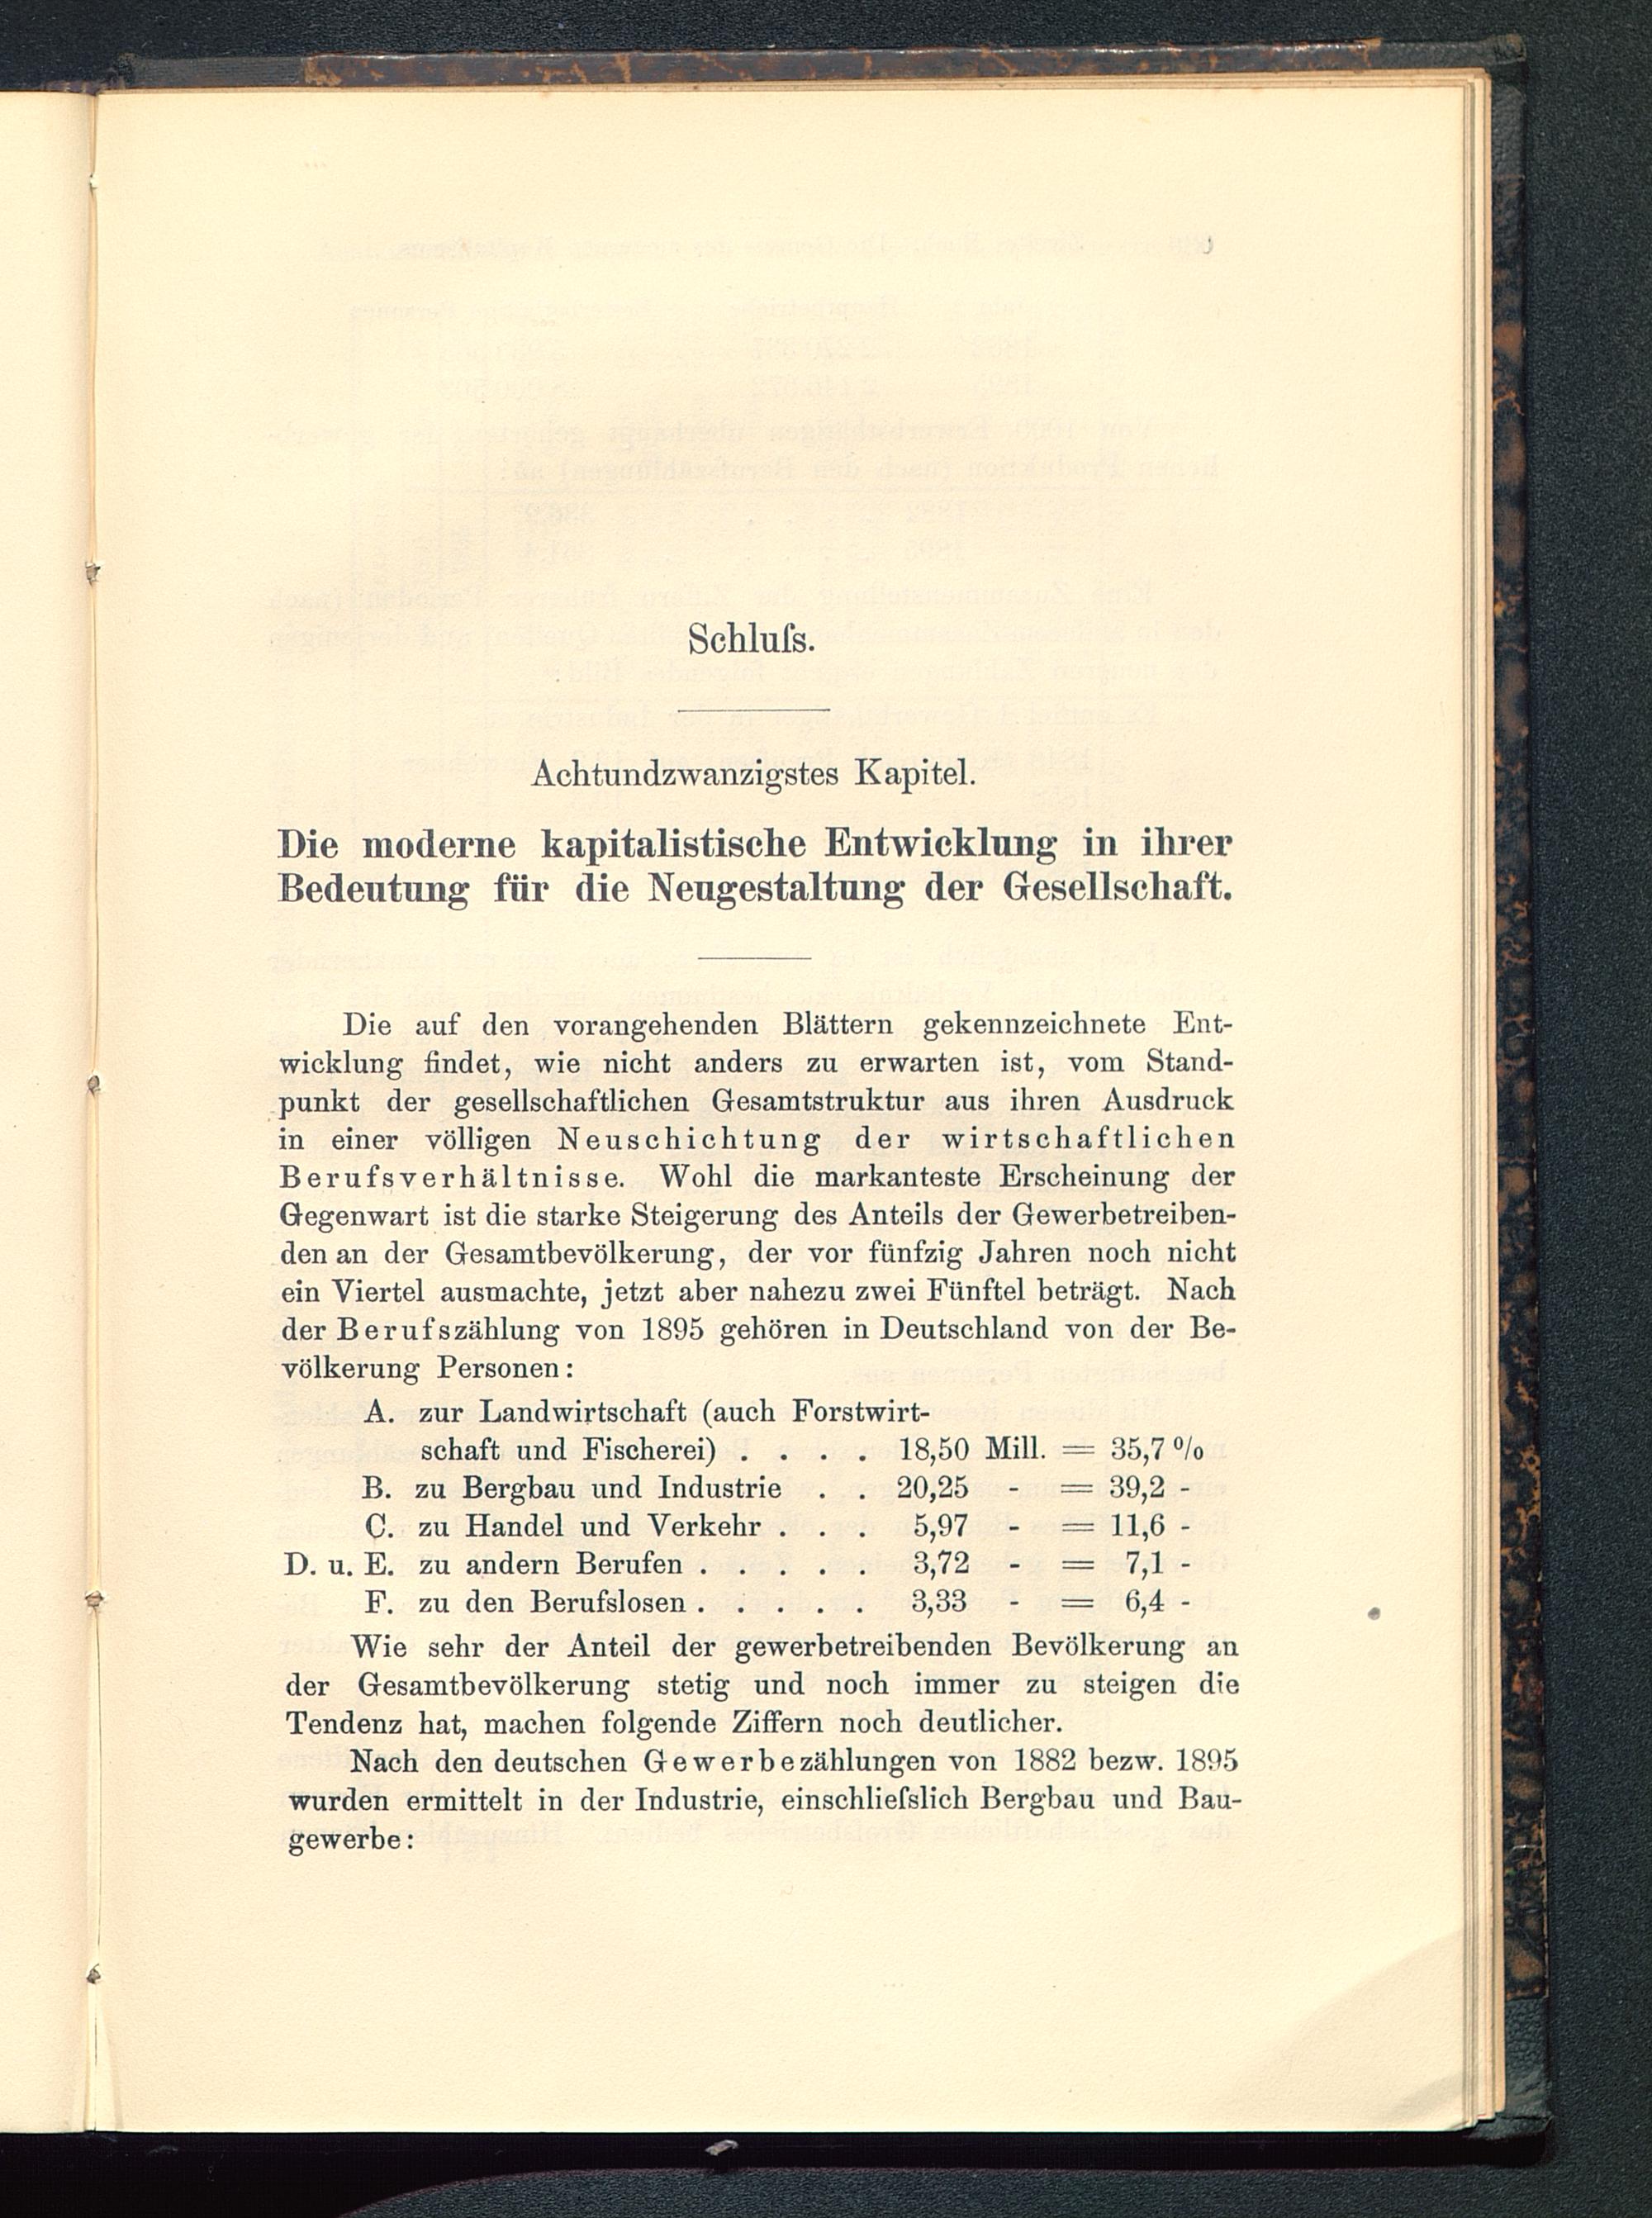 Schluſs.
Achtundzwanzigstes Kapitel.
Die moderne kapitalistische Entwicklung in ihrer
Bedeutung für die Neugestaltung der Gesellschaft.
Die auf den vorangehenden Blättern gekennzeichnete Ent-
wicklung findet, wie nicht anders zu erwarten ist, vom Stand-
punkt der gesellschaftlichen Gesamtstruktur aus ihren Ausdruck
in einer völligen Neuschichtung der wirtschaftlichen
Berufsverhältnisse. Wohl die markanteste Erscheinung der
Gegenwart ist die starke Steigerung des Anteils der Gewerbetreiben-
den an der Gesamtbevölkerung, der vor fünfzig Jahren noch nicht
ein Viertel ausmachte, jetzt aber nahezu zwei Fünftel beträgt. Nach
der Berufszählung von 1895 gehören in Deutschland von der Be-
völkerung Personen:
A. zur Landwirtschaft (auch Forstwirt-
schaft und Fischerei) . . . . 18,50 Mill. = 35,7 %
B. zu Bergbau und Industrie . . 20,25 - = 39,2 -
C. zu Handel und Verkehr . . . 5,97 - = 11,6 -
D. u. E. zu andern Berufen . . . . . 3,72 - = 7,1 -
F. zu den Berufslosen . . . . . 3,33 - = 6,4 -
Wie sehr der Anteil der gewerbetreibenden Bevölkerung an
der Gesamtbevölkerung stetig und noch immer zu steigen die
Tendenz hat, machen folgende Ziffern noch deutlicher.
Nach den deutschen Gewerbezählungen von 1882 bezw. 1895
wurden ermittelt in der Industrie, einschlieſslich Bergbau und Bau-
gewerbe: